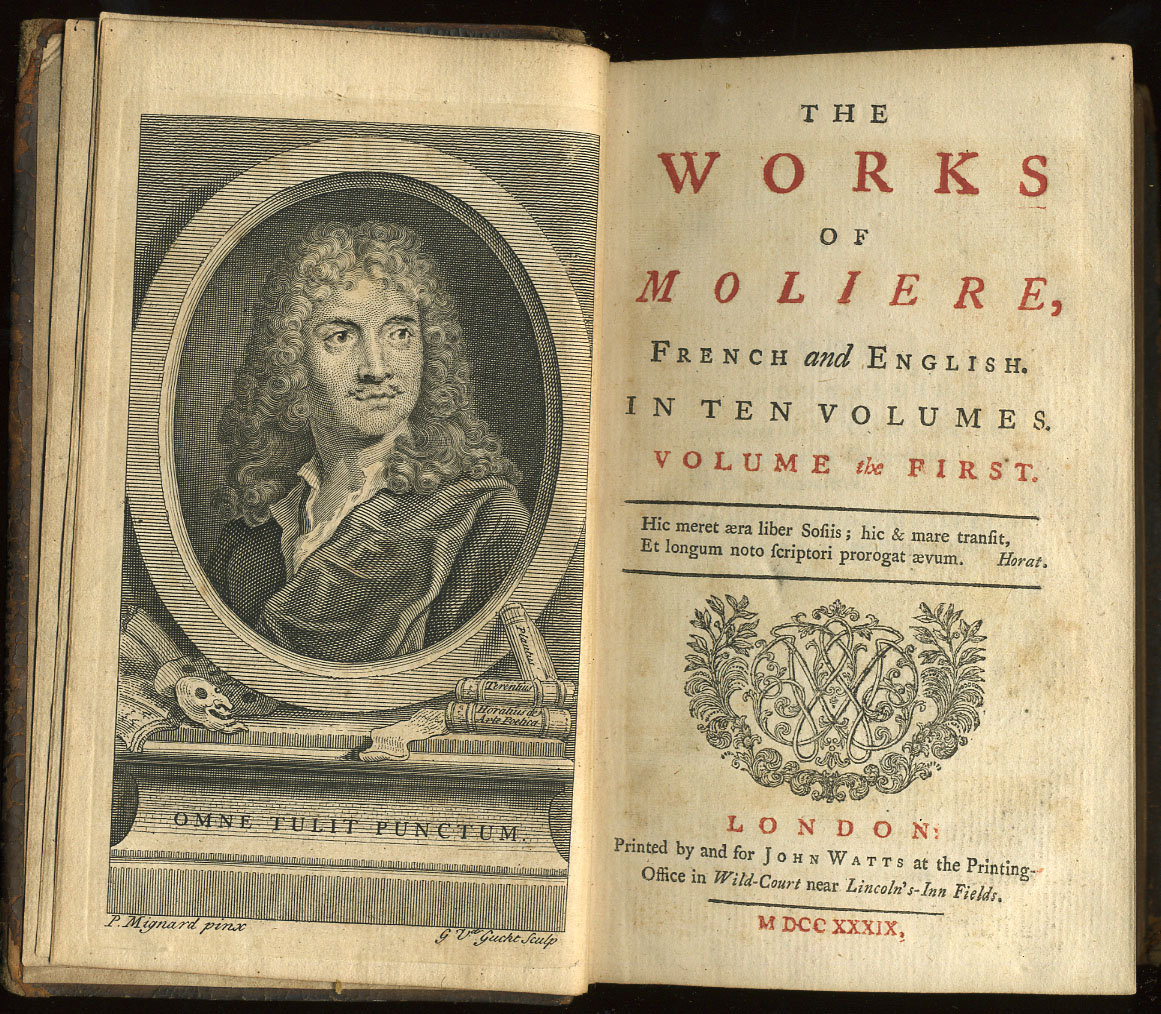 Plautus.
Terentius
Horatius de
Arte Poetica
OMNE TULIT PUNCTUM.
P. Mignard pinx
G Vdr Gucht Sculp
THE
WORKS
OF
MOLIERE,
FRENCH and ENGLISH.
IN TEN VOLUMES.
VOLUME the FIRST.
Hic meret æra liber Soſiis; hic & mare tranſit,
Et longum noto ſcriptori prorogat ævum. Horat.
LONDON:
Printed by and for JOHN WATTS at the Printing-
Office in Wild-Court near Lincoln's-Inn Fields.
MDCCXXXIX,